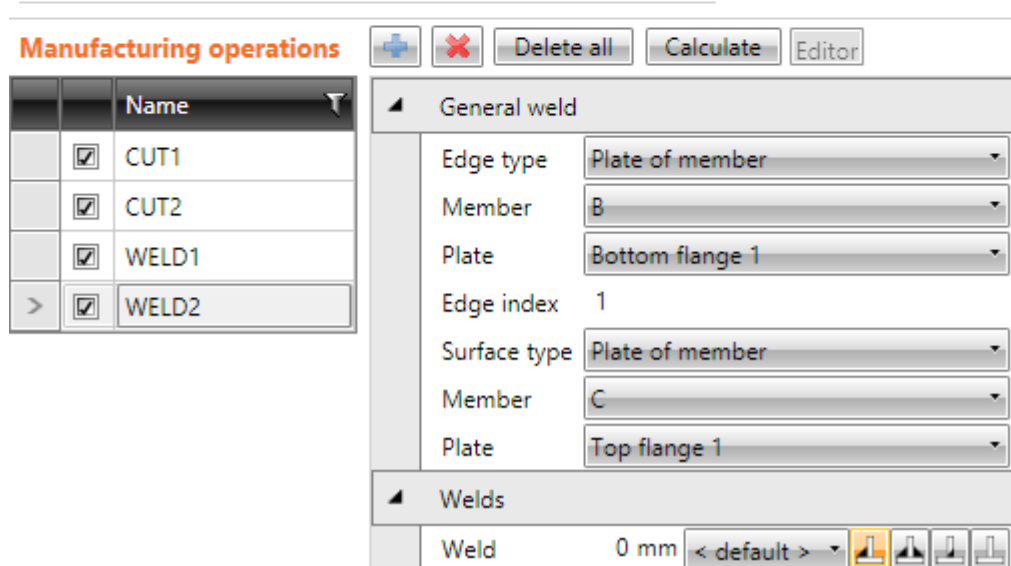 Manufacturing operations Delete all Calculate Editor
Name General weld
CUT1 Edge type Plate of member
CUT2 Member B
WELD1 Plate Bottom flange 1
> WELD2 Edge index 1
Surface type Plate of member
Member C
Plate Top flange 1
Welds
Weld 0 mm < default >